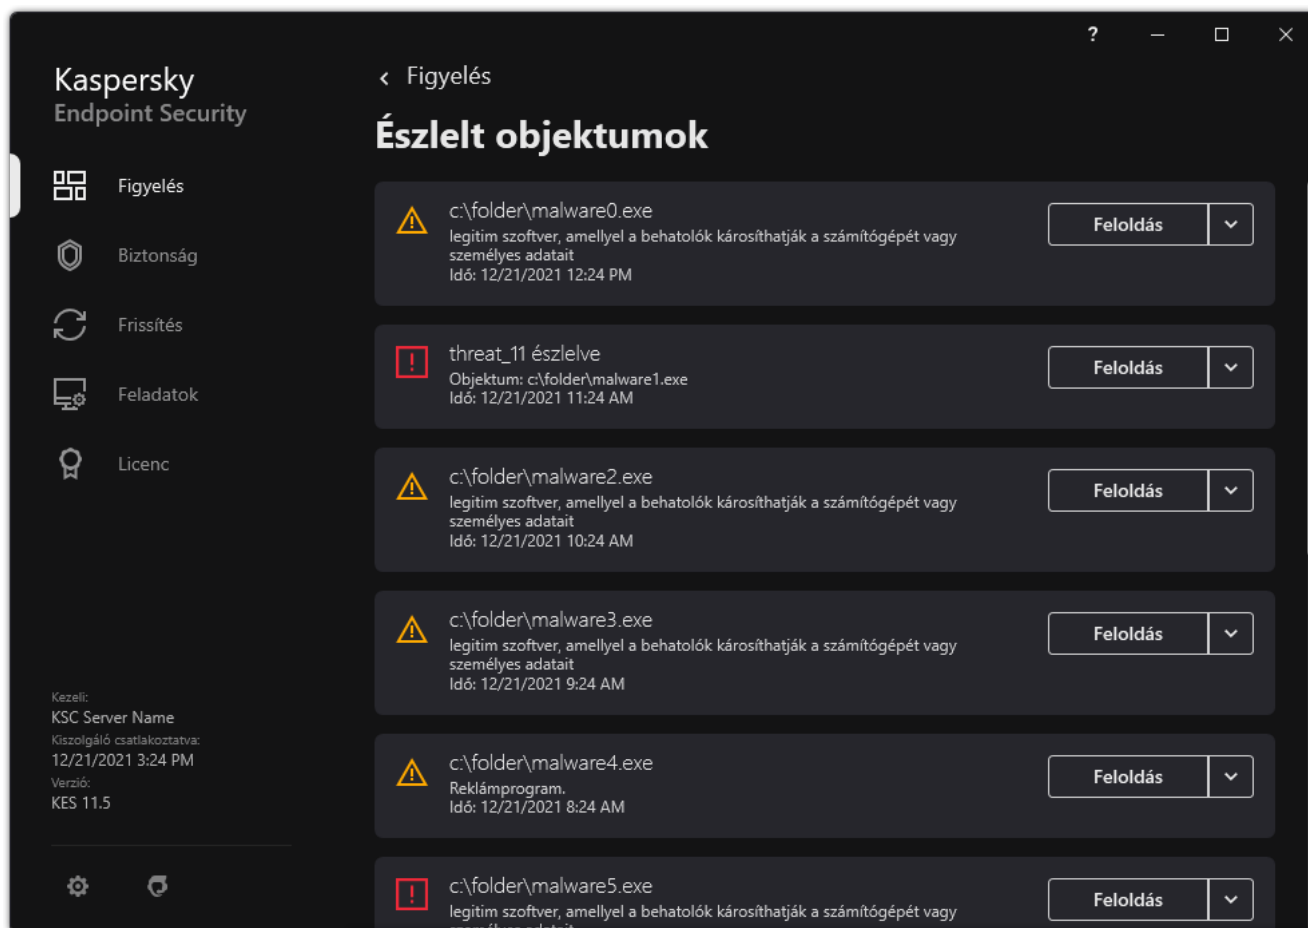 ?
Kaspersky
Endpoint Security
Figyelés
Biztonság
Frissítés
Feladatok
Licenc
Kezeli:
KSC Server Name
Kiszolgáló csatlakoztatva:
12/21/2021 3:24 PM
Verzió:
KES 11.5
Figyelés
Észlelt objektumok
c:\folder\malware0.exe
legitim szoftver, amellyel a behatolók károsíthatják a számítógépét vagy
személyes adatait
Idő: 12/21/2021 12:24 PM
Feloldás
threat_11 észlelve
Objektum: c:\folder\malware1.exe
Idő: 12/21/2021 11:24 AM
Feloldás
c:\folder\malware2.exe
legitim szoftver, amellyel a behatolók károsíthatják a számítógépét vagy
személyes adatait
Idő: 12/21/2021 10:24 AM
Feloldás
c:\folder\malware3.exe
legitim szoftver, amellyel a behatolók károsíthatják a számítógépét vagy
személyes adatait
Idő: 12/21/2021 9:24 AM
Feloldás
c:\folder\malware4.exe
Reklámprogram.
Idő: 12/21/2021 8:24 AM
Feloldás
c:\folder\malware5.exe
legitim szoftver, amellyel a behatolók károsíthatják a számítógépét vagy
Feloldás